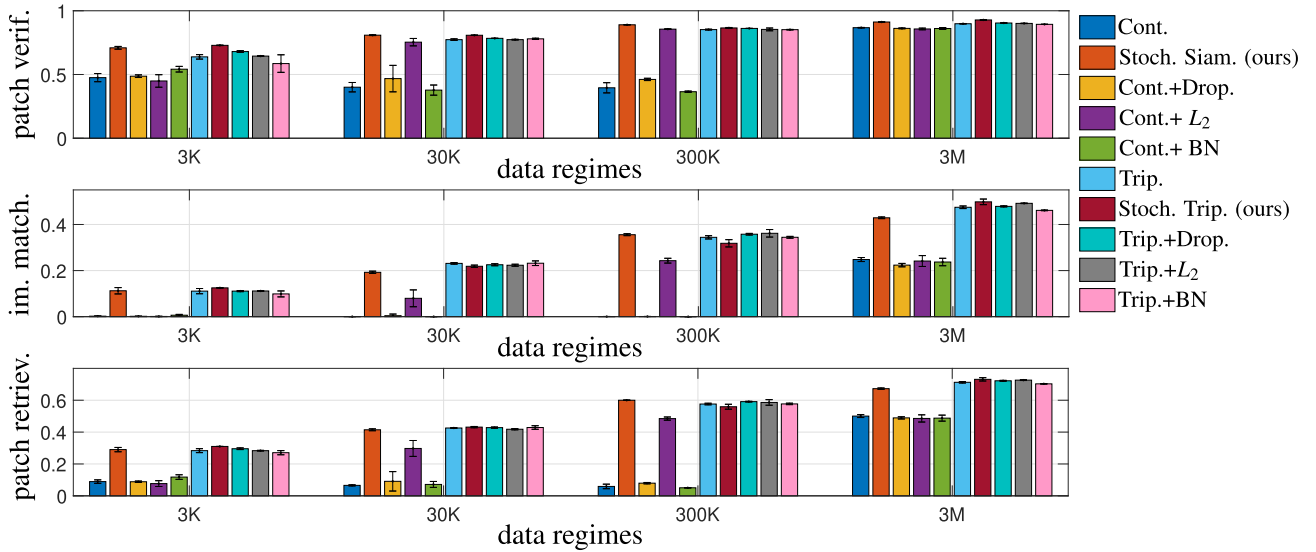 patch verif.
1
0.5
0
3K
30K
300K
3M
data regimes
im. match.
0.4
0.2
0
3K
30K
300K
3M
data regimes
patch retriev.
0.6
0.4
0.2
0
3K
30K
300K
3M
data regimes
Cont.
Stoch. Siam. (ours)
Cont.+Drop.
Cont.+ L₂
Cont.+ BN
Trip.
Stoch. Trip. (ours)
Trip.+Drop.
Trip.+L₂
Trip.+BN